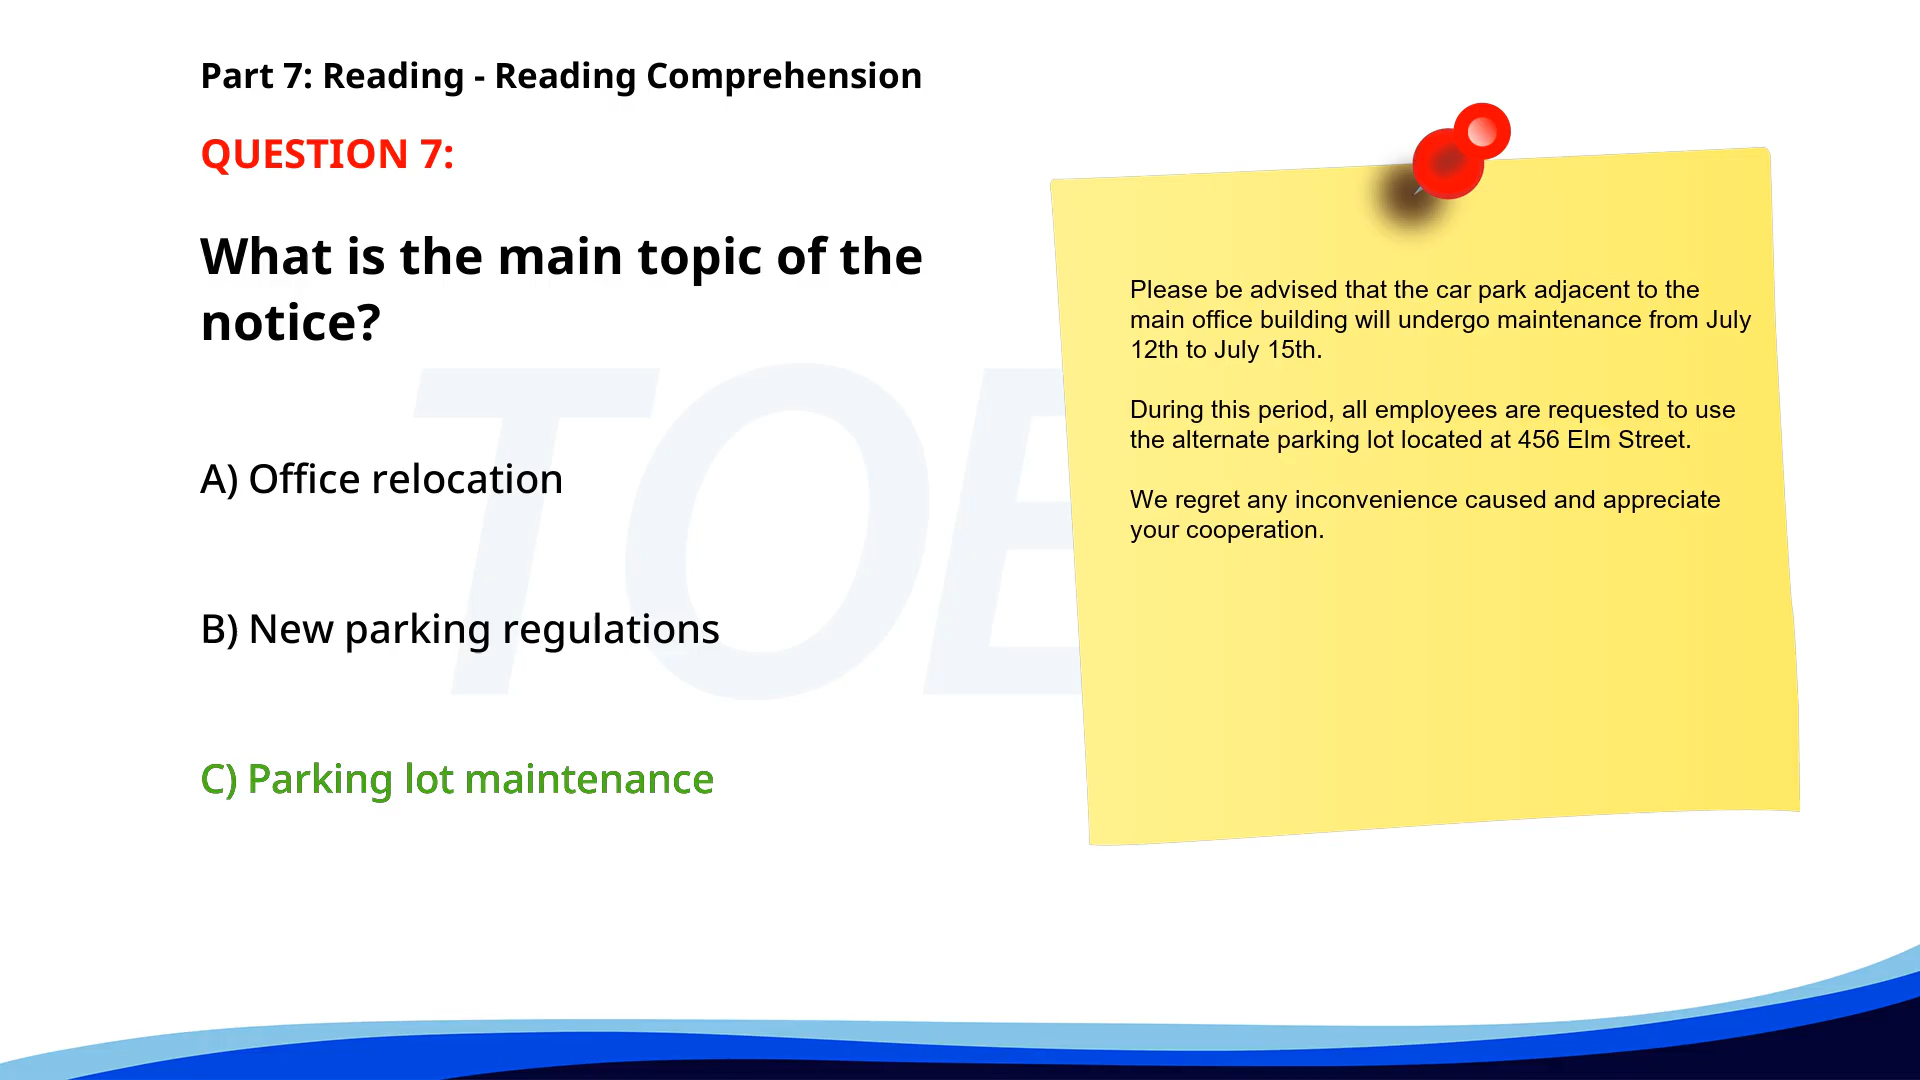 Part 7: Reading - Reading Comprehension
QUESTION 7:
What is the main topic of the
notice?
A) Office relocation
B) New parking regulations
C) Parking lot maintenance
Please be advised that the car park adjacent to the
main office building will undergo maintenance from July
12th to July 15th.
During this period, all employees are requested to use
the alternate parking lot located at 456 Elm Street.
We regret any inconvenience caused and appreciate
your cooperation.
TOE